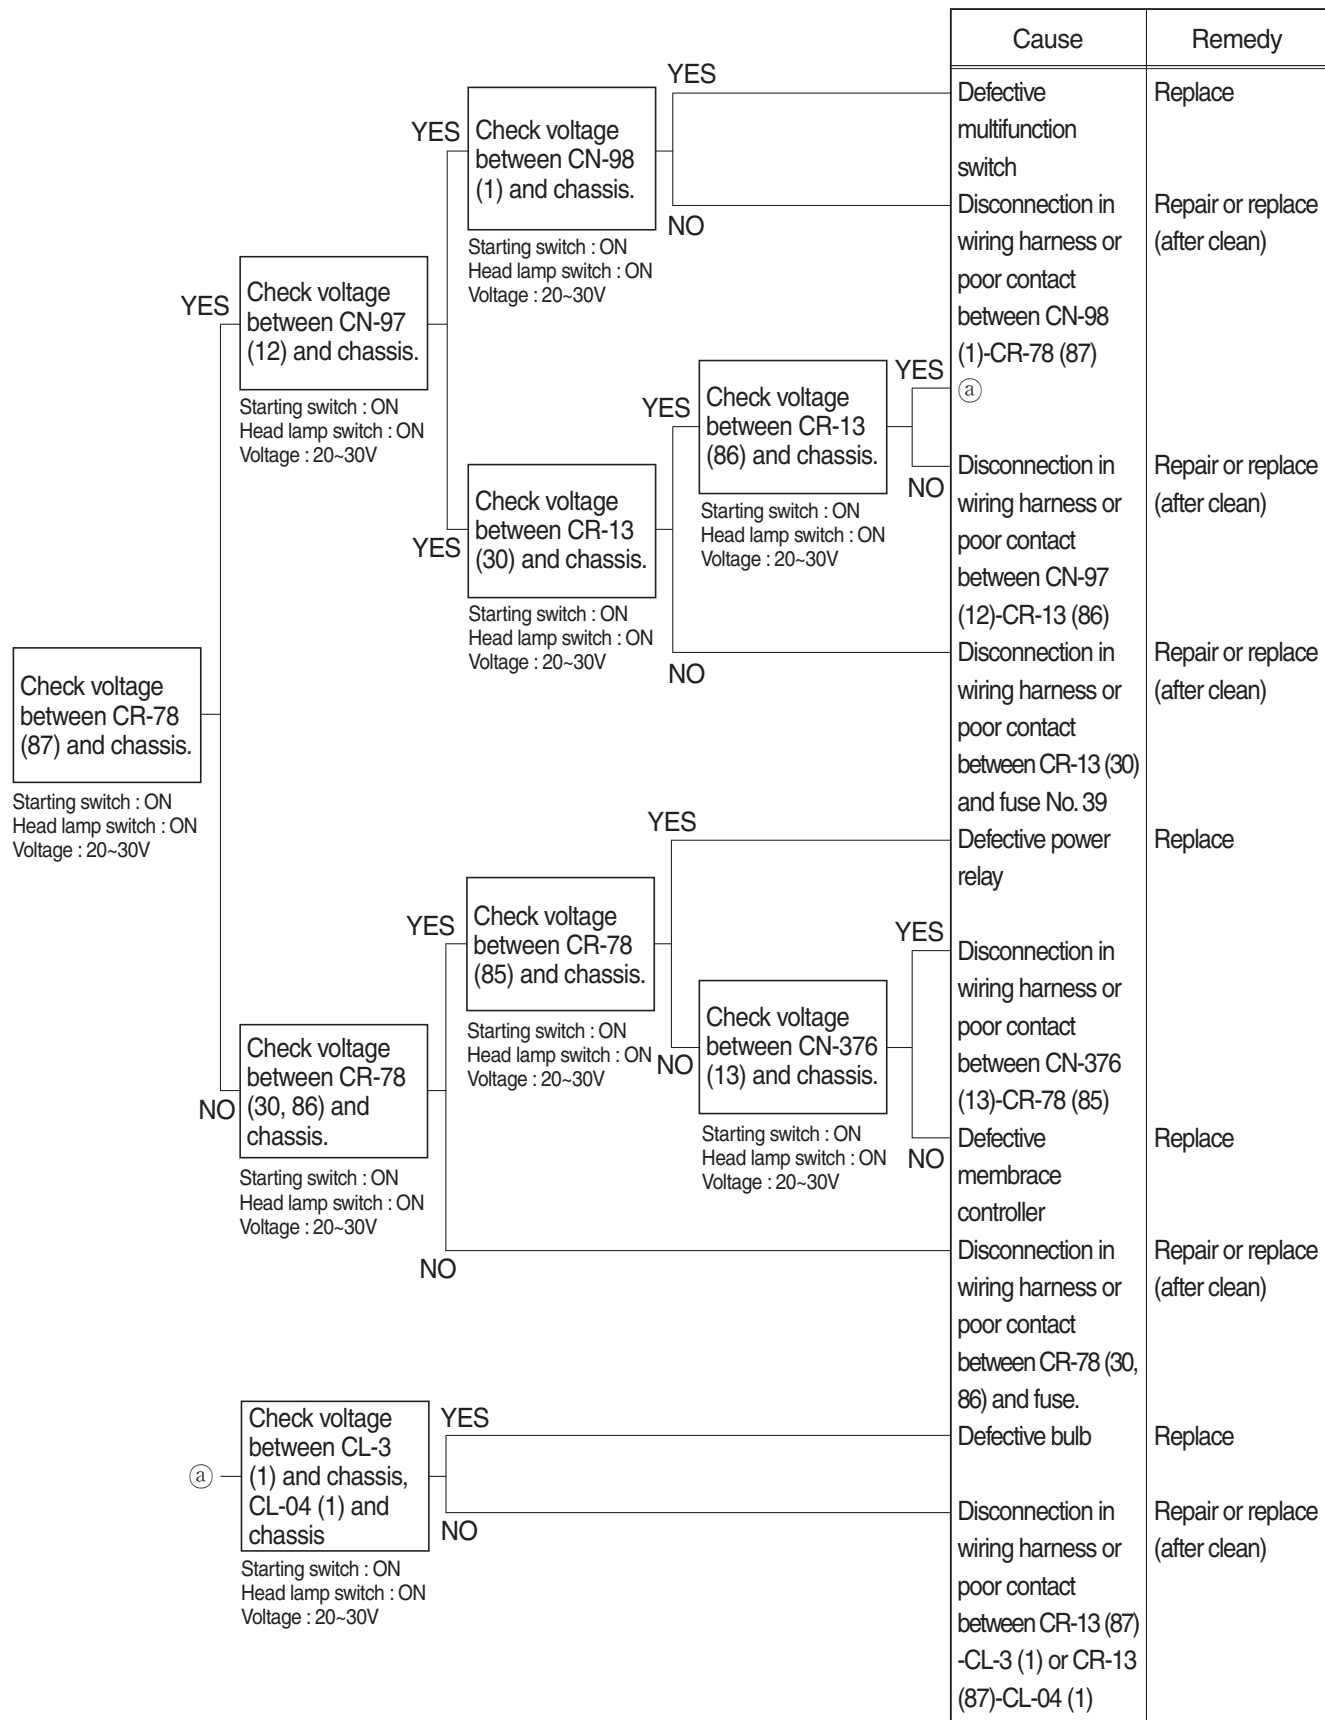 Cause
Remedy
YES
Defective
multifunction
switch
Replace
YES
Check voltage
between CN-98
(1) and chassis.
NO
Starting switch : ON
Head lamp switch : ON
Voltage : 20~30V
Disconnection in
wiring harness or
poor contact
between CN-98
(1)-CR-78 (87)
Repair or replace
(after clean)
YES
Check voltage
between CN-97
(12) and chassis.
Starting switch : ON
Head lamp switch : ON
Voltage : 20~30V
YES
ⓐ
YES
Check voltage
between CR-13
(86) and chassis.
NO
Starting switch : ON
Head lamp switch : ON
Voltage : 20~30V
Disconnection in
wiring harness or
poor contact
between CN-97
(12)-CR-13 (86)
Repair or replace
(after clean)
YES
Check voltage
between CR-13
(30) and chassis.
Starting switch : ON
Head lamp switch : ON
Voltage : 20~30V
NO
Disconnection in
wiring harness or
poor contact
between CR-13 (30)
and fuse No. 39
Repair or replace
(after clean)
Check voltage
between CR-78
(87) and chassis.
Starting switch : ON
Head lamp switch : ON
Voltage : 20~30V
YES
Defective power
relay
Replace
YES
Check voltage
between CR-78
(85) and chassis.
Starting switch : ON
Head lamp switch : ON
Voltage : 20~30V
YES
Disconnection in
wiring harness or
poor contact
between CN-376
(13)-CR-78 (85)
NO
Check voltage
between CN-376
(13) and chassis.
Starting switch : ON
Head lamp switch : ON
Voltage : 20~30V
NO
Defective
membrace
controller
Replace
NO
Check voltage
between CR-78
(30, 86) and
chassis.
Starting switch : ON
Head lamp switch : ON
Voltage : 20~30V
NO
Disconnection in
wiring harness or
poor contact
between CR-78 (30,
86) and fuse.
Repair or replace
(after clean)
ⓐ
Check voltage
between CL-3
(1) and chassis,
CL-04 (1) and
chassis
Starting switch : ON
Head lamp switch : ON
Voltage : 20~30V
YES
Defective bulb
Replace
NO
Disconnection in
wiring harness or
poor contact
between CR-13 (87)
-CL-3 (1) or CR-13
(87)-CL-04 (1)
Repair or replace
(after clean)